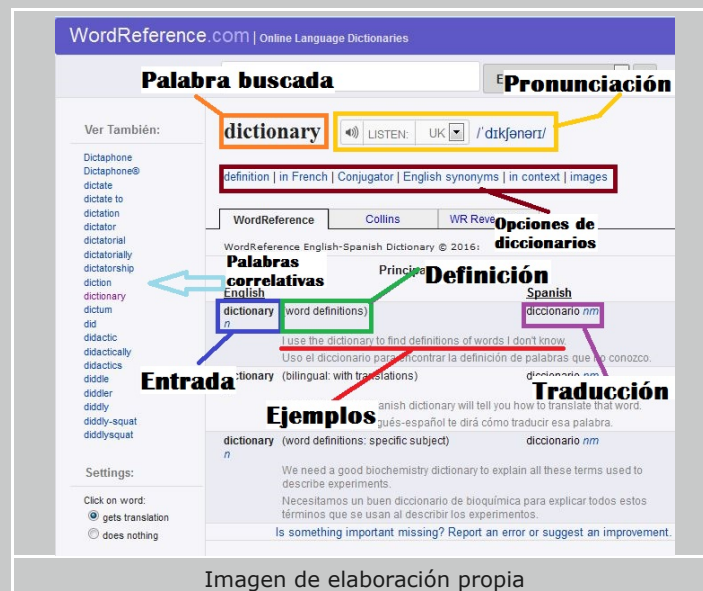 WordReference.com | Online Language Dictionaries
Palabra buscada
E
Pronunciación
Ver También:
dictionary
LISTEN: UK /ˈdɪkʃənərɪ/
Dictaphone
Dictaphone®
dictate
dictate to
dictation
dictator
dictatorial
dictatorially
dictatorship
diction
dictionary
dictum
did
didactic
didactically
didactics
diddle
diddler
diddly
diddly-squat
diddlysquat
definition | in French | Conjugator | English synonyms | in context | images
WordReference Collins WR Reve
Opciones de
diccionarios
WordReference English-Spanish Dictionary © 2016:
Palabras
correlativas
Principa
Definición
English Spanish
dictionary (word definitions) diccionario nm
n
I use the dictionary to find definitions of words I don't know.
Uso el diccionario para encontrar la definición de palabras que no conozco.
Entrada
ctionary (bilingual: with translations) diccionario nm
Traducción
Ejemplos
anish dictionary will tell you how to translate that word.
gués-español te dirá cómo traducir esa palabra.
dictionary (word definitions: specific subject) diccionario nm
n
We need a good biochemistry dictionary to explain all these terms used to
describe experiments.
Necesitamos un buen diccionario de bioquímica para explicar todos estos
términos que se usan al describir los experimentos.
Is something important missing? Report an error or suggest an improvement.
Settings:
Click on word:
gets translation
does nothing
Imagen de elaboración propia